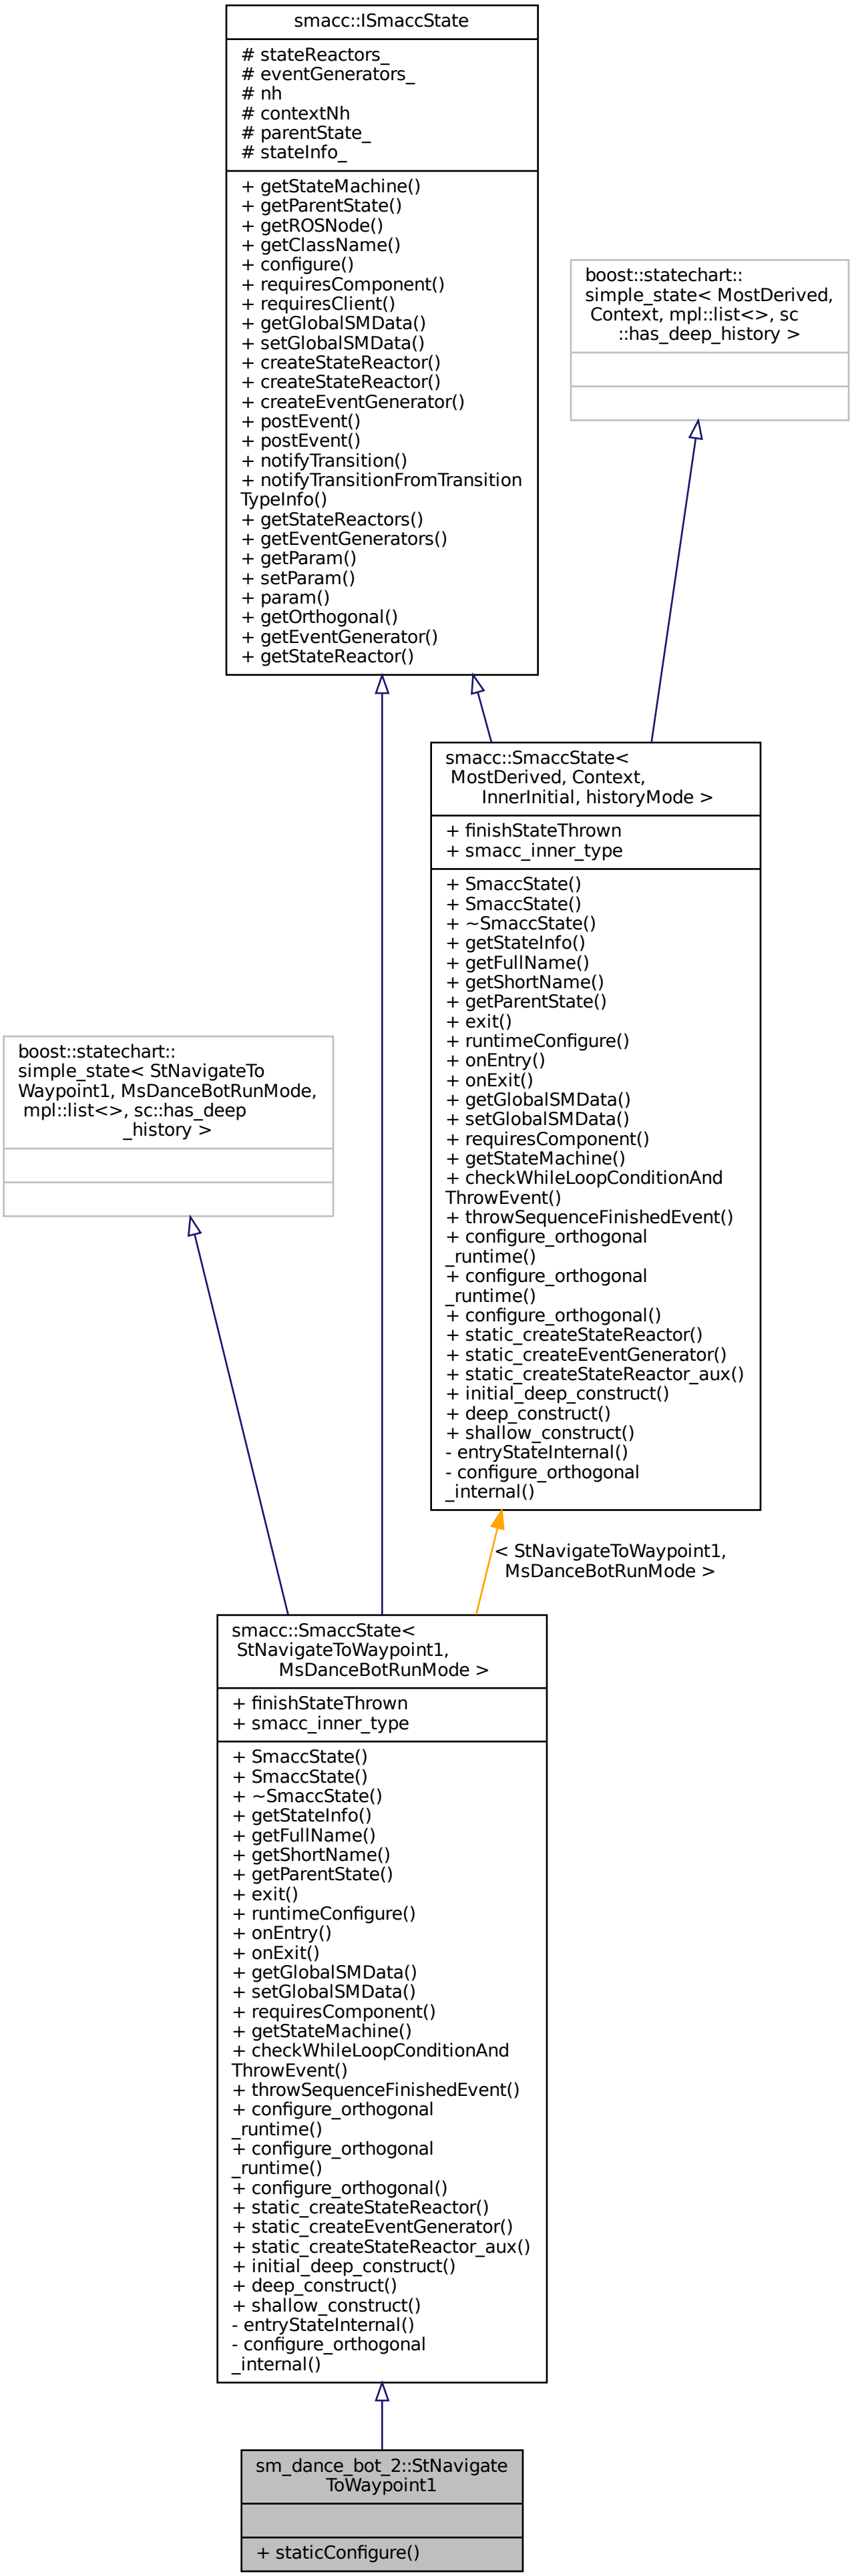 smacc::ISmaccState
# stateReactors_
# eventGenerators_
# nh
# contextNh
# parentState_
# stateInfo_
+ getStateMachine()
+ getParentState()
+ getROSNode()
+ getClassName()
+ configure()
+ requiresComponent()
+ requiresClient()
+ getGlobalSMData()
+ setGlobalSMData()
+ createStateReactor()
+ createStateReactor()
+ createEventGenerator()
+ postEvent()
+ postEvent()
+ notifyTransition()
+ notifyTransitionFromTransition
TypeInfo()
+ getStateReactors()
+ getEventGenerators()
+ getParam()
+ setParam()
+ param()
+ getOrthogonal()
+ getEventGenerator()
+ getStateReactor()
boost::statechart::
simple_state< MostDerived,
Context, mpl::list<>, sc
::has_deep_history >
smacc::SmaccState<
MostDerived, Context,
InnerInitial, historyMode >
+ finishStateThrown
+ smacc_inner_type
+ SmaccState()
+ SmaccState()
+ ~SmaccState()
+ getStateInfo()
+ getFullName()
+ getShortName()
+ getParentState()
+ exit()
+ runtimeConfigure()
+ onEntry()
+ onExit()
+ getGlobalSMData()
+ setGlobalSMData()
+ requiresComponent()
+ getStateMachine()
+ checkWhileLoopConditionAnd
ThrowEvent()
+ throwSequenceFinishedEvent()
+ configure_orthogonal
_runtime()
+ configure_orthogonal
_runtime()
+ configure_orthogonal()
+ static_createStateReactor()
+ static_createEventGenerator()
+ static_createStateReactor_aux()
+ initial_deep_construct()
+ deep_construct()
+ shallow_construct()
- entryStateInternal()
- configure_orthogonal
_internal()
boost::statechart::
simple_state< StNavigateTo
Waypoint1, MsDanceBotRunMode,
mpl::list<>, sc::has_deep
_history >
< StNavigateToWaypoint1,
MsDanceBotRunMode >
smacc::SmaccState<
StNavigateToWaypoint1,
MsDanceBotRunMode >
+ finishStateThrown
+ smacc_inner_type
+ SmaccState()
+ SmaccState()
+ ~SmaccState()
+ getStateInfo()
+ getFullName()
+ getShortName()
+ getParentState()
+ exit()
+ runtimeConfigure()
+ onEntry()
+ onExit()
+ getGlobalSMData()
+ setGlobalSMData()
+ requiresComponent()
+ getStateMachine()
+ checkWhileLoopConditionAnd
ThrowEvent()
+ throwSequenceFinishedEvent()
+ configure_orthogonal
_runtime()
+ configure_orthogonal
_runtime()
+ configure_orthogonal()
+ static_createStateReactor()
+ static_createEventGenerator()
+ static_createStateReactor_aux()
+ initial_deep_construct()
+ deep_construct()
+ shallow_construct()
- entryStateInternal()
- configure_orthogonal
_internal()
sm_dance_bot_2::StNavigate
ToWaypoint1
+ staticConfigure()